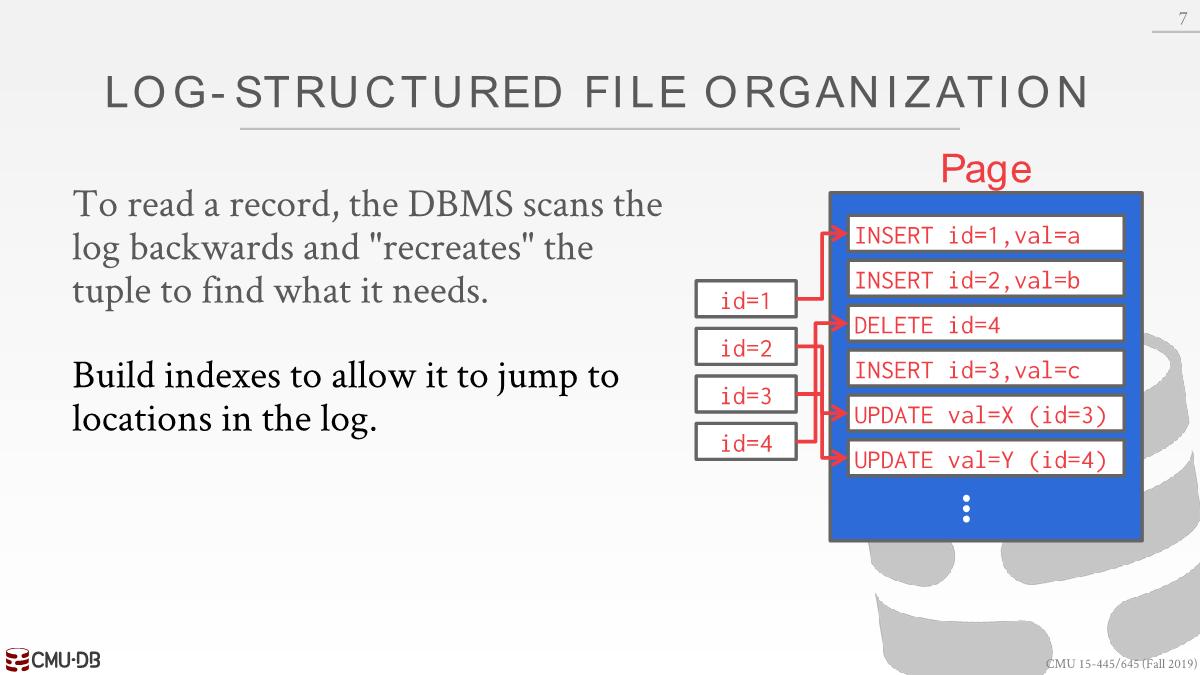 7
LOG-STRUCTURED FILE ORGANIZATION
To read a record, the DBMS scans the
log backwards and "recreates" the
tuple to find what it needs.
Build indexes to allow it to jump to
locations in the log.
id=1
id=2
id=3
id=4
Page
INSERT id=1,val=a
INSERT id=2,val=b
DELETE id=4
INSERT id=3,val=c
UPDATE val=X (id=3)
UPDATE val=Y (id=4)
CMU·DB
CMU 15-445/645 (Fall 2019)